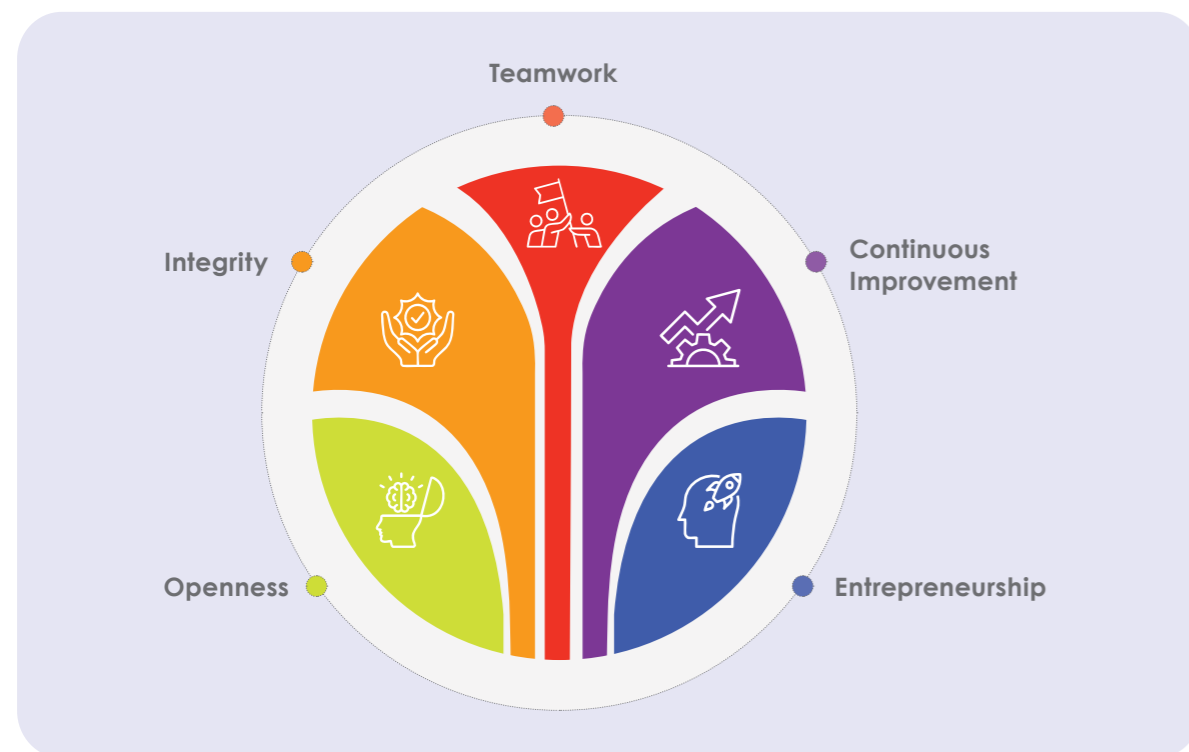 Teamwork
Integrity
Continuous
Improvement
Openness
Entrepreneurship